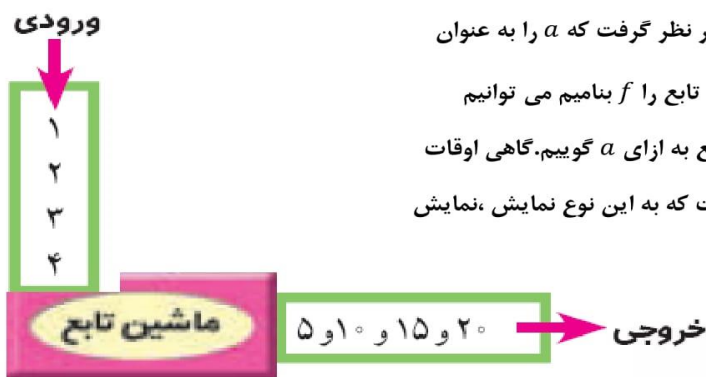 ورودی
ر نظر گرفت که a را به عنوان
تابع را f بنامیم می توانیم
ع به ازای a گوییم.گاهی اوقات
ت که به این نوع نمایش ،نمایش
۱
۲
۳
۴
ماشین تابع
۵ و ۱۰ و ۱۵ و ۲۰
خروجی